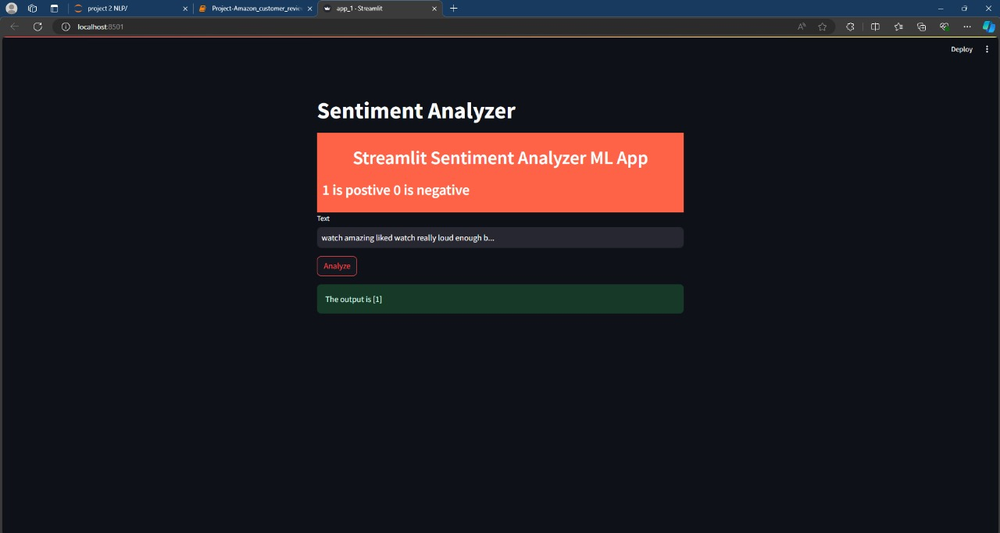 project 2 NLP/
Project-Amazon_customer_revie
app_1 · Streamlit
localhost:8501
Deploy
Sentiment Analyzer
Streamlit Sentiment Analyzer ML App
1 is postive 0 is negative
Text
watch amazing liked watch really loud enough b...
Analyze
The output is [1]